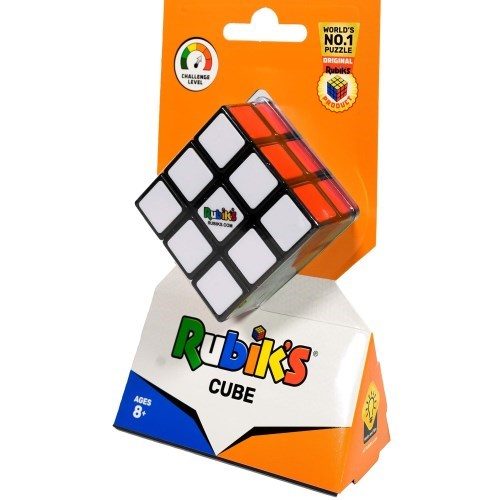 WORLD'S
NO.1
PUZZLE
ORIGINAL
Rubik's
PRODUCT
CHALLENGE
LEVEL
Rubik's
RUBIKS.COM
Rubik's
CUBE
AGES
8+